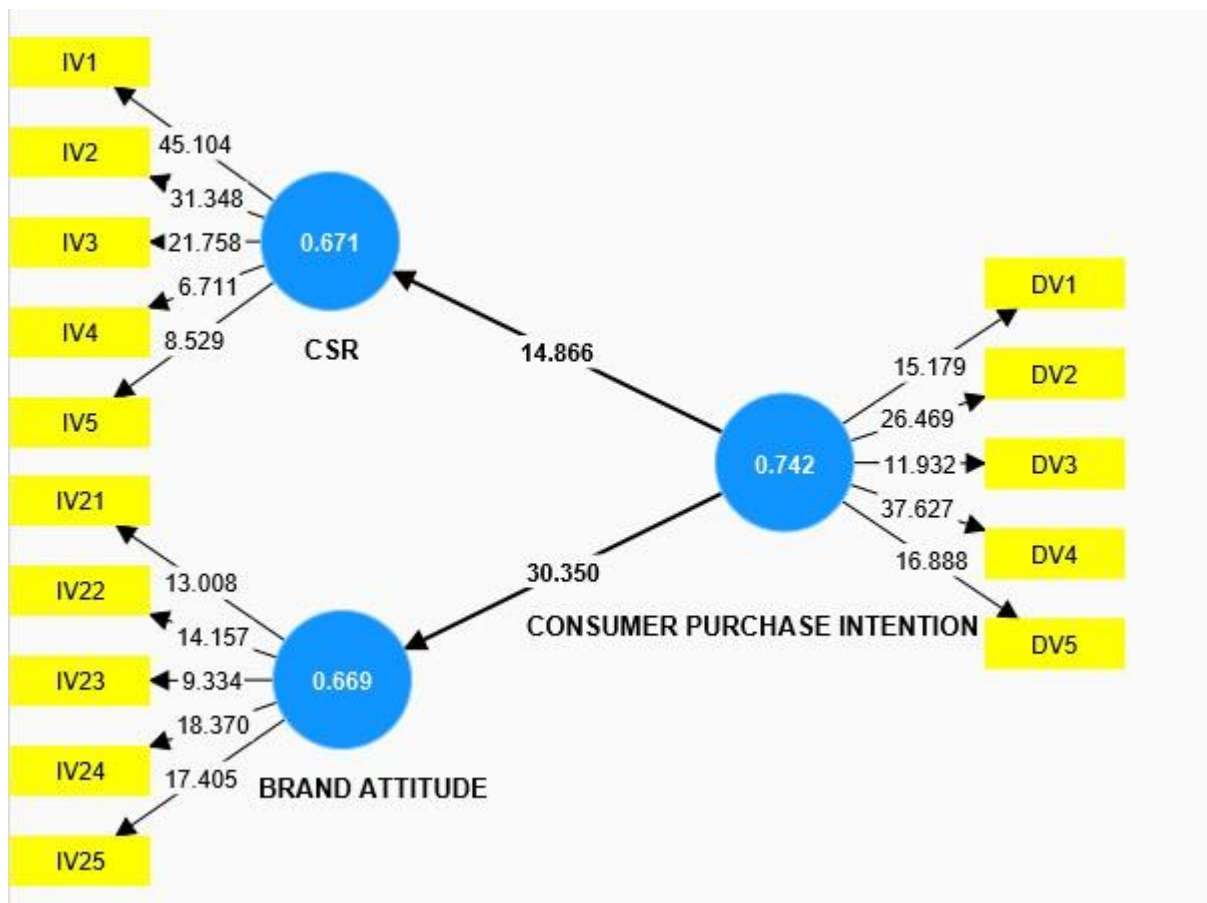 IV1
45.104
IV2
31.348
IV3
21.758
0.671
6.711
IV4
8.529
CSR
IV5
14.866
DV1
15.179
DV2
26.469
0.742
11.932
DV3
37.627
DV4
16.888
DV5
CONSUMER PURCHASE INTENTION
30.350
IV21
13.008
IV22
14.157
IV23
9.334
0.669
18.370
IV24
17.405
BRAND ATTITUDE
IV25